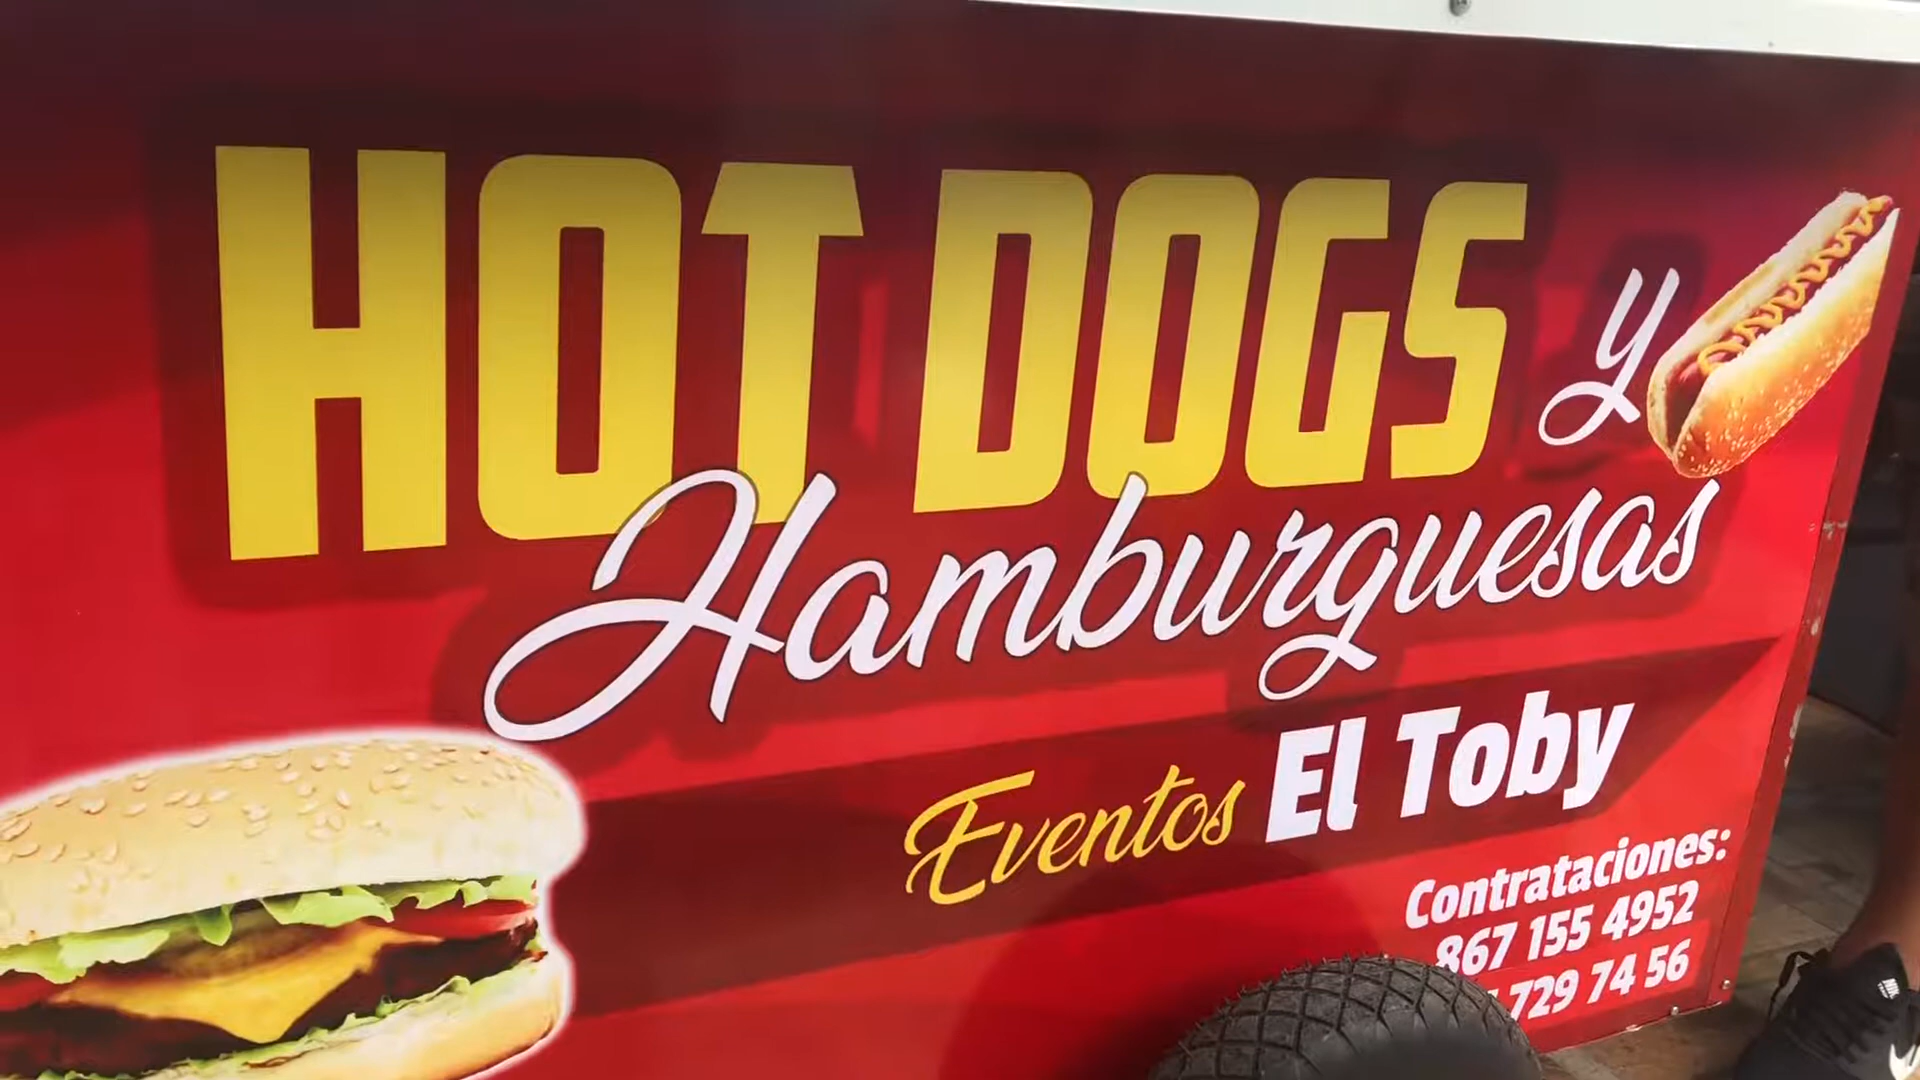 HOT DOGS y
Hamburguesas
Eventos El Toby
Contrataciones:
867 155 4952
729 74 56